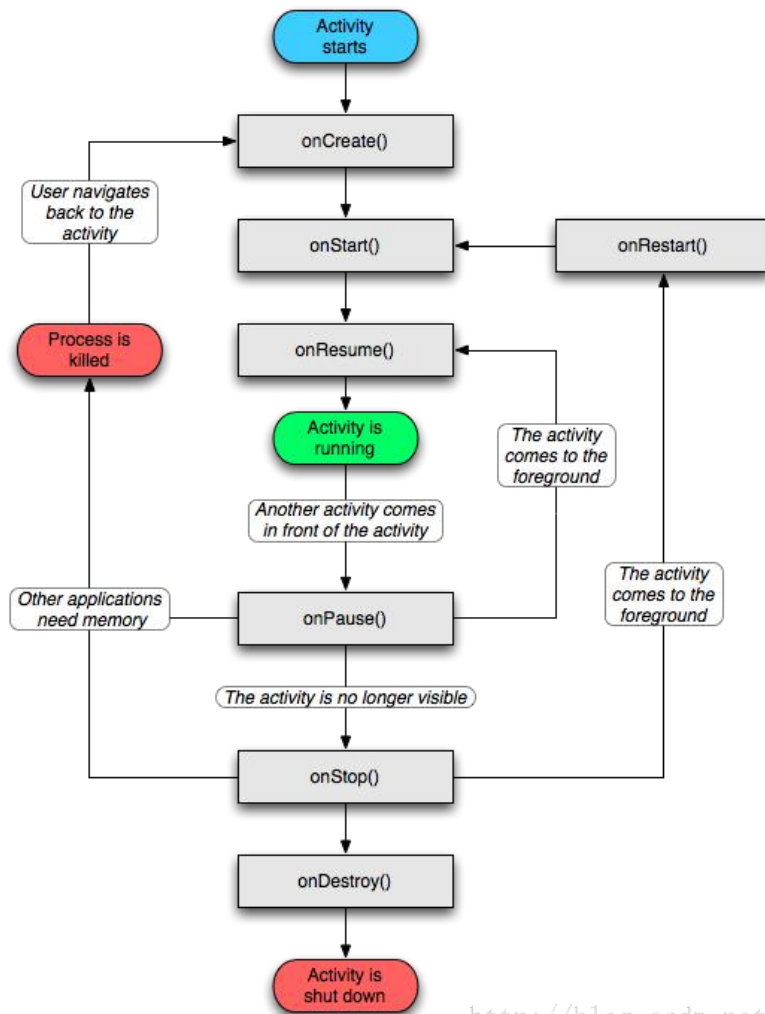 Activity
starts
onCreate()
User navigates
back to the
activity
onStart()
onRestart()
Process is
killed
onResume()
Activity is
running
The activity
comes to the
foreground
Another activity comes
in front of the activity
Other applications
need memory
onPause()
The activity
comes to the
foreground
The activity is no longer visible
onStop()
onDestroy()
Activity is
shut down